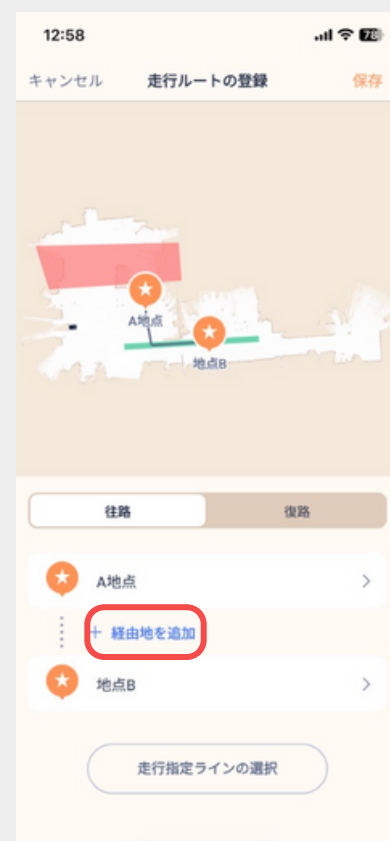 12:58
78
キャンセル 走行ルートの登録 保存
A地点
地点B
往路 復路
A地点
+ 経由地を追加
地点B
走行指定ラインの選択